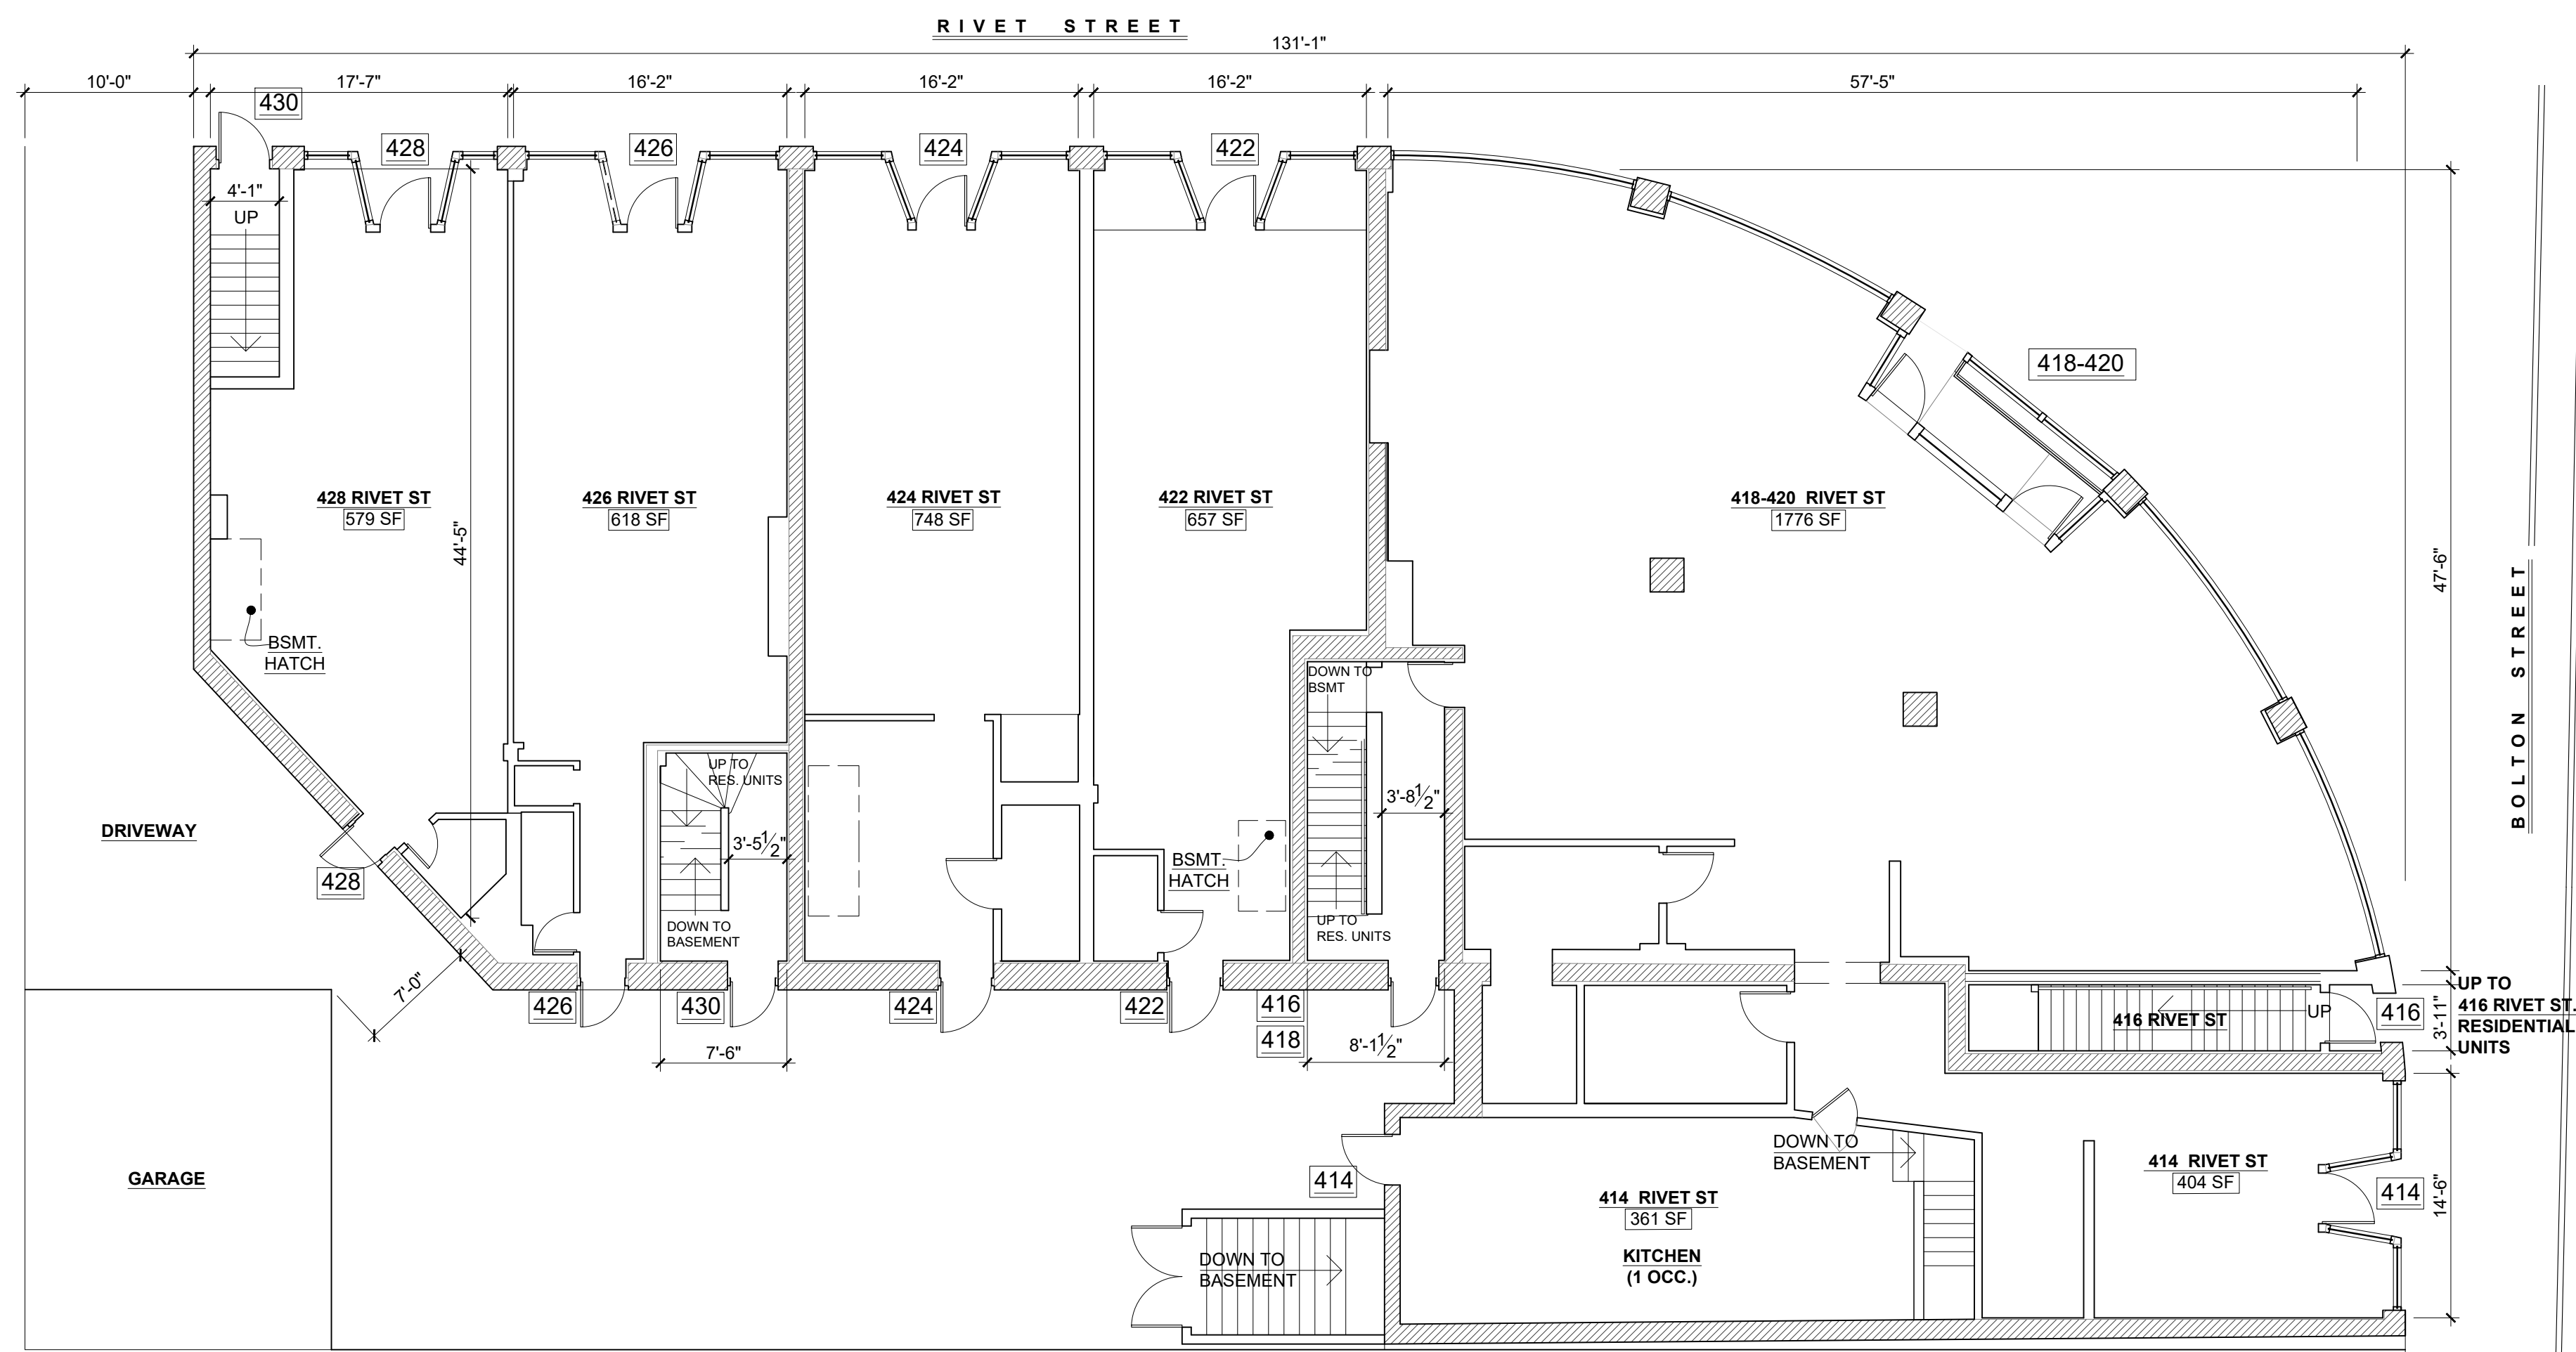 RIVET STREET
131'-1"
10'-0"
17'-7"
16'-2"
16'-2"
16'-2"
57'-5"
430
428
426
424
422
4'-1"
UP
418-420
428 RIVET ST
579 SF
426 RIVET ST
618 SF
424 RIVET ST
748 SF
422 RIVET ST
657 SF
418-420 RIVET ST
1776 SF
44'-5"
47'-6"
BOLTON STREET
BSMT.
HATCH
DOWN TO
BSMT
UP TO
RES. UNITS
3'-5 1/2"
3'-8 1/2"
DRIVEWAY
BSMT.
HATCH
428
DOWN TO
BASEMENT
UP TO
RES. UNITS
7'-0"
426
430
424
422
416
418
7'-6"
8'-1 1/2"
416 RIVET ST
UP
416
3'-11"
UP TO
416 RIVET ST.
RESIDENTIAL
UNITS
GARAGE
414
DOWN TO
BASEMENT
414 RIVET ST
404 SF
414
14'-6"
414 RIVET ST
361 SF
KITCHEN
(1 OCC.)
DOWN TO
BASEMENT